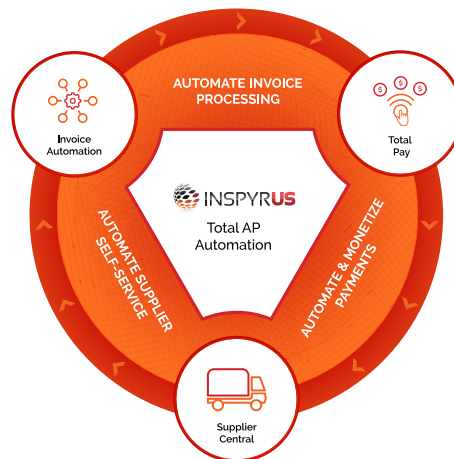 AUTOMATE INVOICE
PROCESSING
Invoice
Automation
$ $ $
Total
Pay
INSPYRUS
Total AP
Automation
AUTOMATE SUPPLIER
SELF-SERVICE
AUTOMATE & MONETIZE
PAYMENTS
Supplier
Central